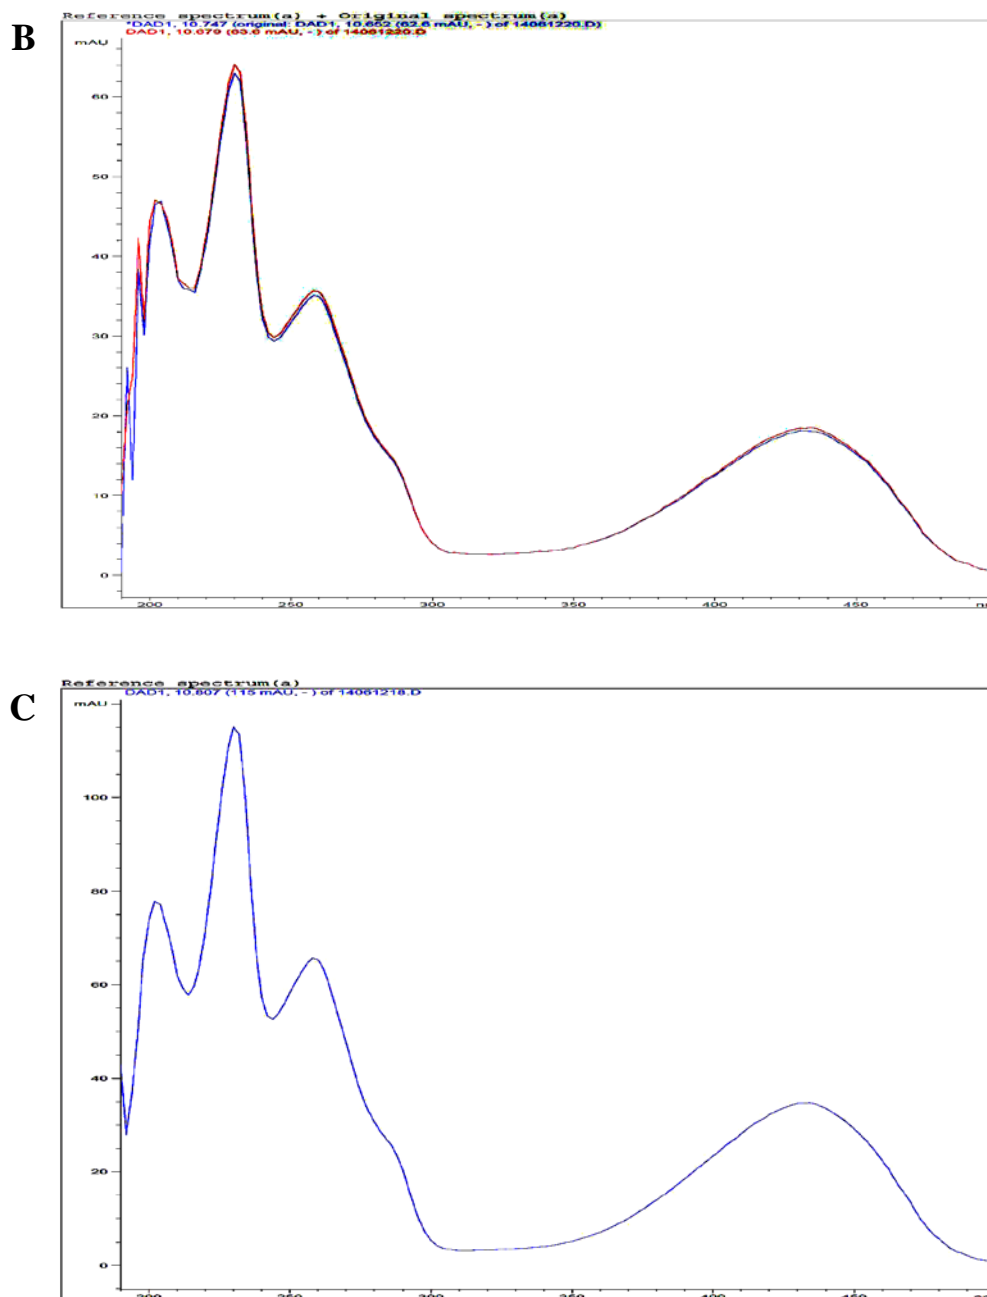 B
Reference spectrum(a) + Original spectrum(a)
*DAD1, 10.747 (original: DAD1, 10.652 (62.6 mAU, - ) of 14061220.D)
DAD1, 10.679 (63.6 mAU, - ) of 14061220.D
mAU
60
50
40
30
20
10
0
200 250 300 350 400 450
C
Reference spectrum(a)
DAD1, 10.807 (115 mAU, - ) of 14061218.D
mAU
100
80
60
40
20
0